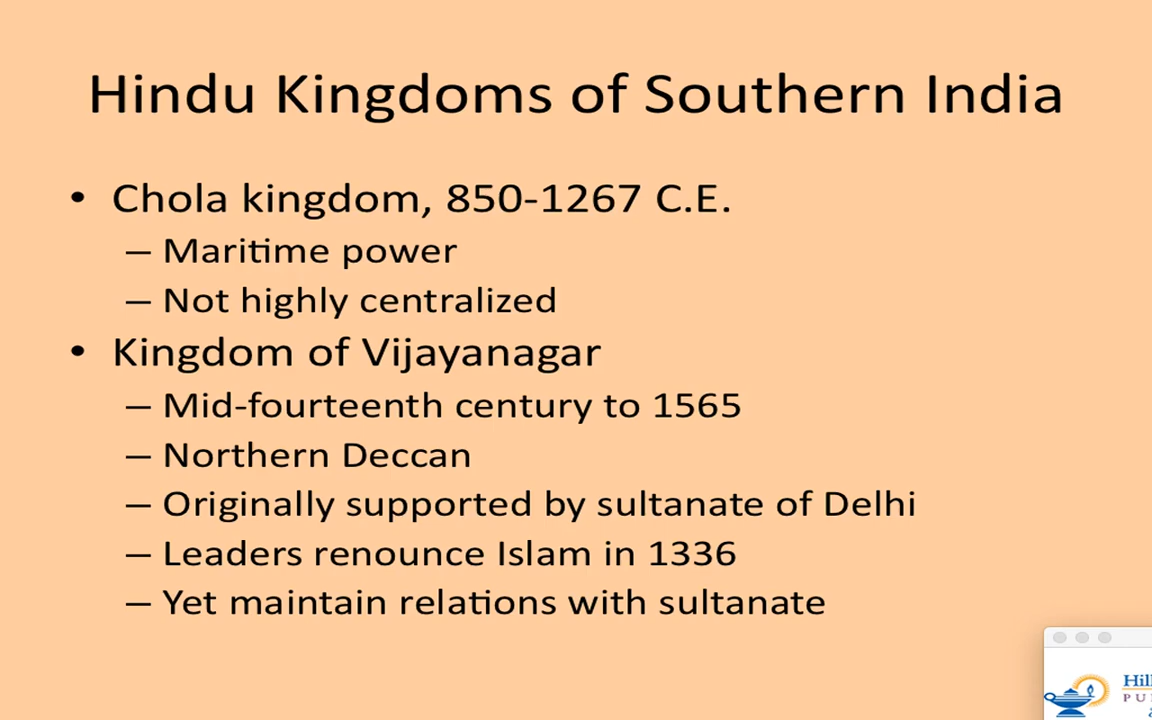 Hindu Kingdoms of Southern India
• Chola kingdom, 850-1267 C.E.
– Maritime power
– Not highly centralized
• Kingdom of Vijayanagar
– Mid-fourteenth century to 1565
– Northern Deccan
– Originally supported by sultanate of Delhi
– Leaders renounce Islam in 1336
– Yet maintain relations with sultanate